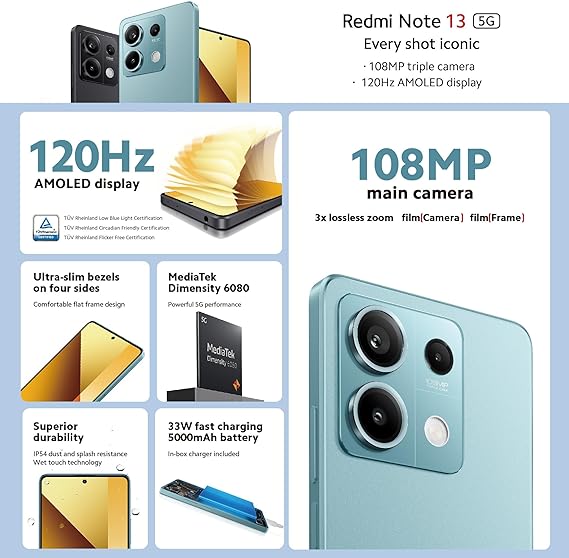 Redmi Note 13 5G
Every shot iconic
· 108MP triple camera
· 120Hz AMOLED display
120Hz
AMOLED display
TÜV Rheinland Low Blue Light Certification
TÜV Rheinland Circadian Friendly Certification
TÜV Rheinland Flicker Free Certification
108MP
main camera
3x lossless zoom film[Camera] film[Frame]
Ultra-slim bezels
on four sides
Comfortable flat frame design
MediaTek
Dimensity 6080
Powerful 5G performance
5G
MediaTek
Dimensity 6080
108MP
Superior
durability
IP54 dust and splash resistance
Wet touch technology
33W fast charging
5000mAh battery
In-box charger included